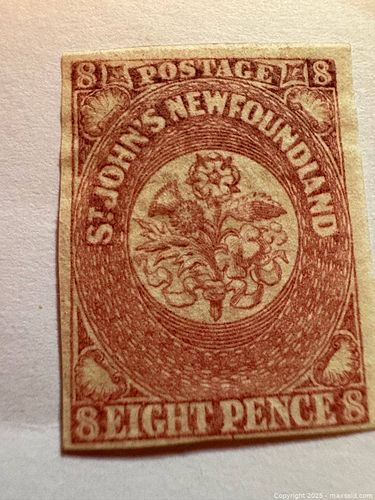 8 POSTAGE 8
ST JOHN'S NEWFOUNDLAND
8 EIGHT PENCE 8
Copyright 2025 - maxsold.com